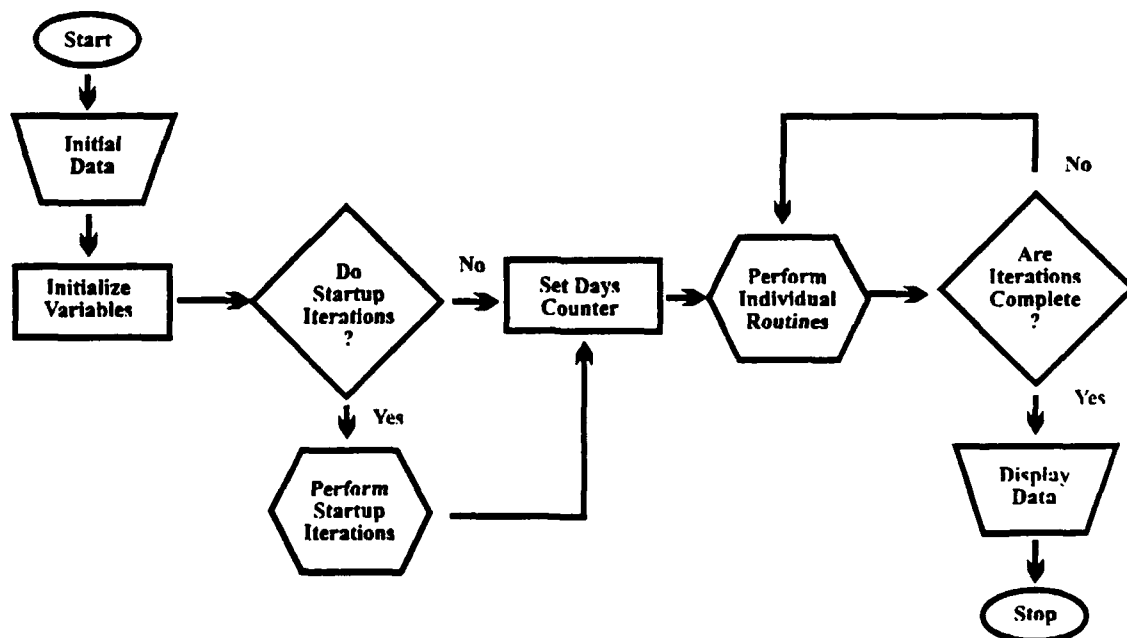 Start
Initial
Data
Initialize
Variables
Do
Startup
Iterations
?
No
Yes
Perform
Startup
Iterations
Set Days
Counter
Perform
Individual
Routines
No
Are
Iterations
Complete
?
Yes
Display
Data
Stop